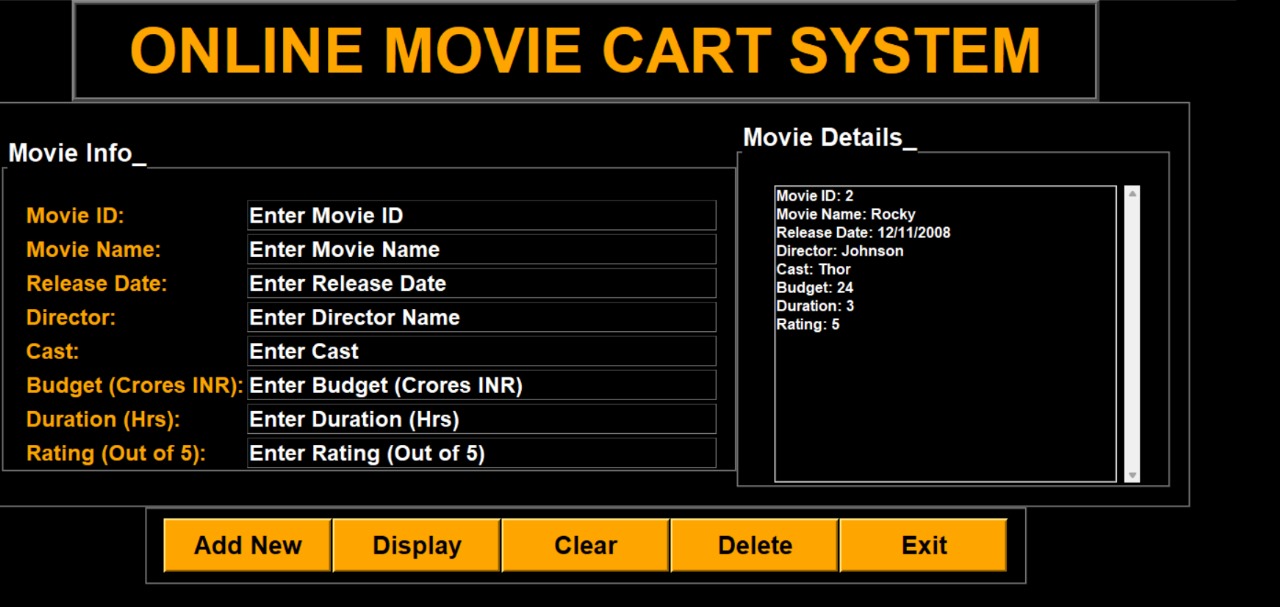 ONLINE MOVIE CART SYSTEM
Movie Info_
Movie ID: Enter Movie ID
Movie Name: Enter Movie Name
Release Date: Enter Release Date
Director: Enter Director Name
Cast: Enter Cast
Budget (Crores INR): Enter Budget (Crores INR)
Duration (Hrs): Enter Duration (Hrs)
Rating (Out of 5): Enter Rating (Out of 5)
Movie Details_
Movie ID: 2
Movie Name: Rocky
Release Date: 12/11/2008
Director: Johnson
Cast: Thor
Budget: 24
Duration: 3
Rating: 5
Add New Display Clear Delete Exit